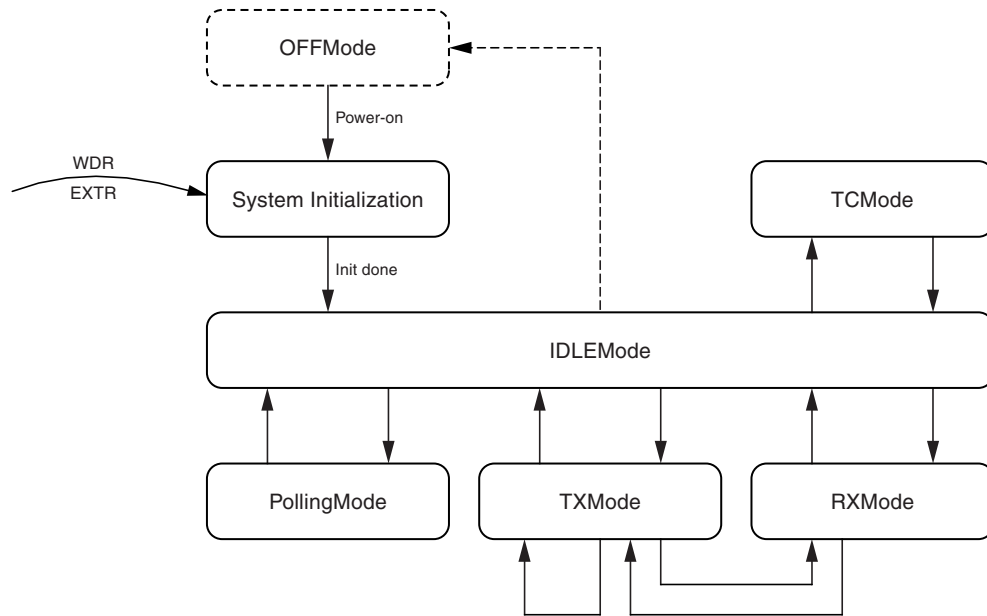 OFFMode
Power-on
WDR
EXTR
System Initialization
TCMode
Init done
IDLEMode
PollingMode
TXMode
RXMode